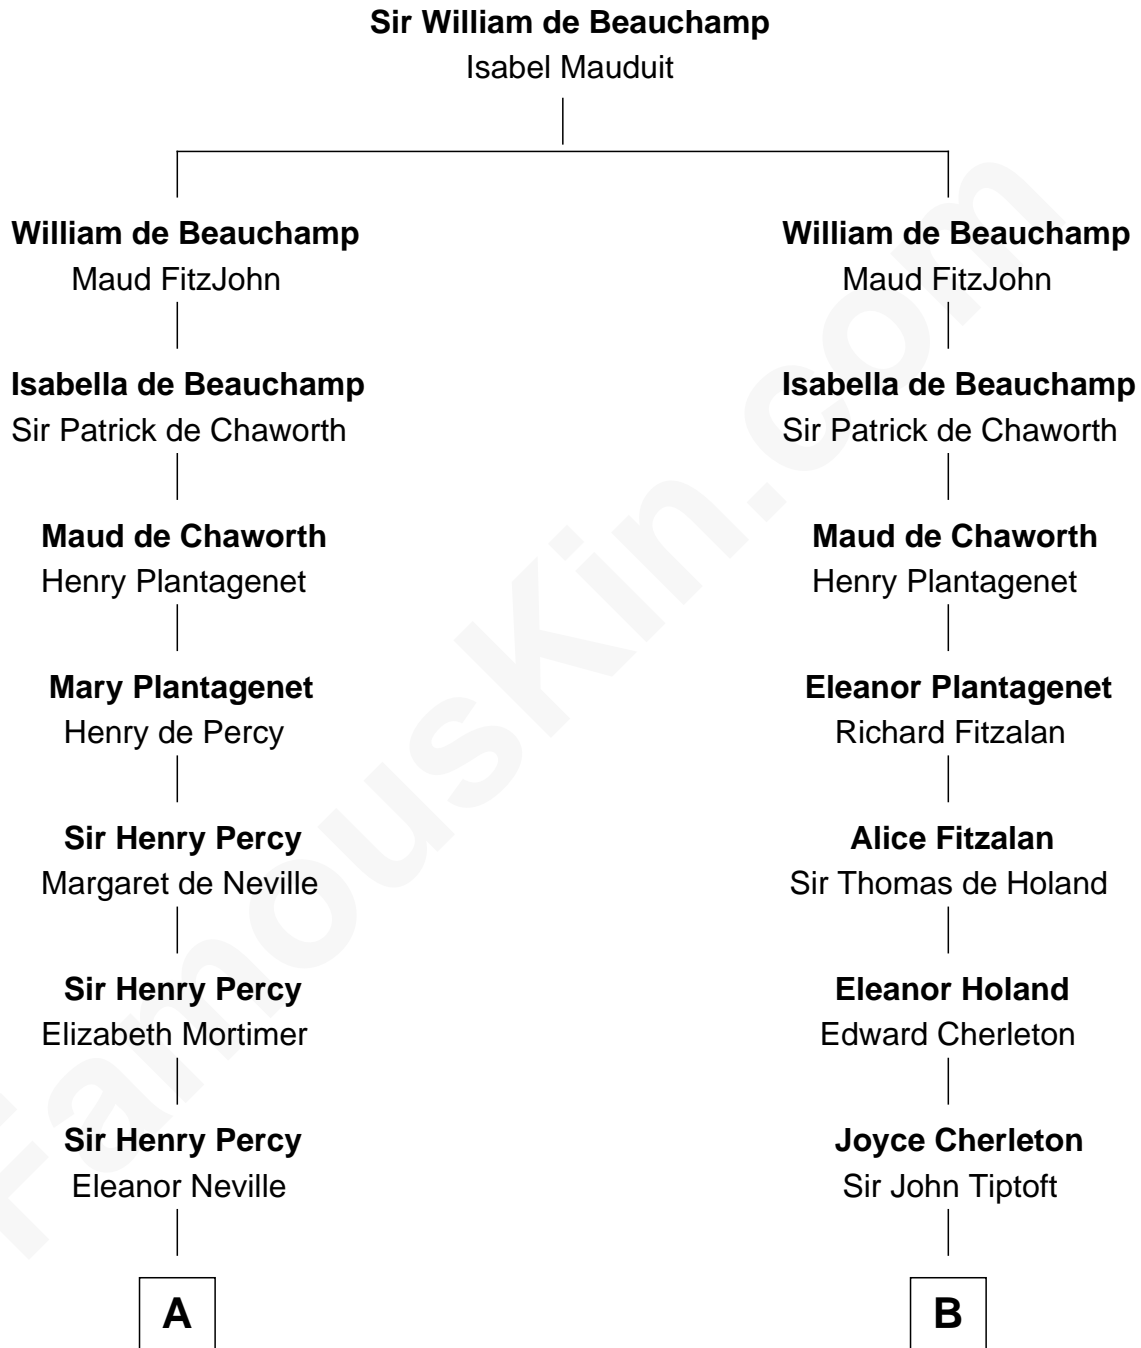 Sir William de Beauchamp
Isabel Mauduit
William de Beauchamp
Maud FitzJohn
William de Beauchamp
Maud FitzJohn
Isabella de Beauchamp
Sir Patrick de Chaworth
Isabella de Beauchamp
Sir Patrick de Chaworth
Maud de Chaworth
Henry Plantagenet
Maud de Chaworth
Henry Plantagenet
Mary Plantagenet
Henry de Percy
Eleanor Plantagenet
Richard Fitzalan
Sir Henry Percy
Margaret de Neville
Alice Fitzalan
Sir Thomas de Holand
Sir Henry Percy
Elizabeth Mortimer
Eleanor Holand
Edward Cherleton
Sir Henry Percy
Eleanor Neville
Joyce Cherleton
Sir John Tiptoft
A
B
FamousKin.com